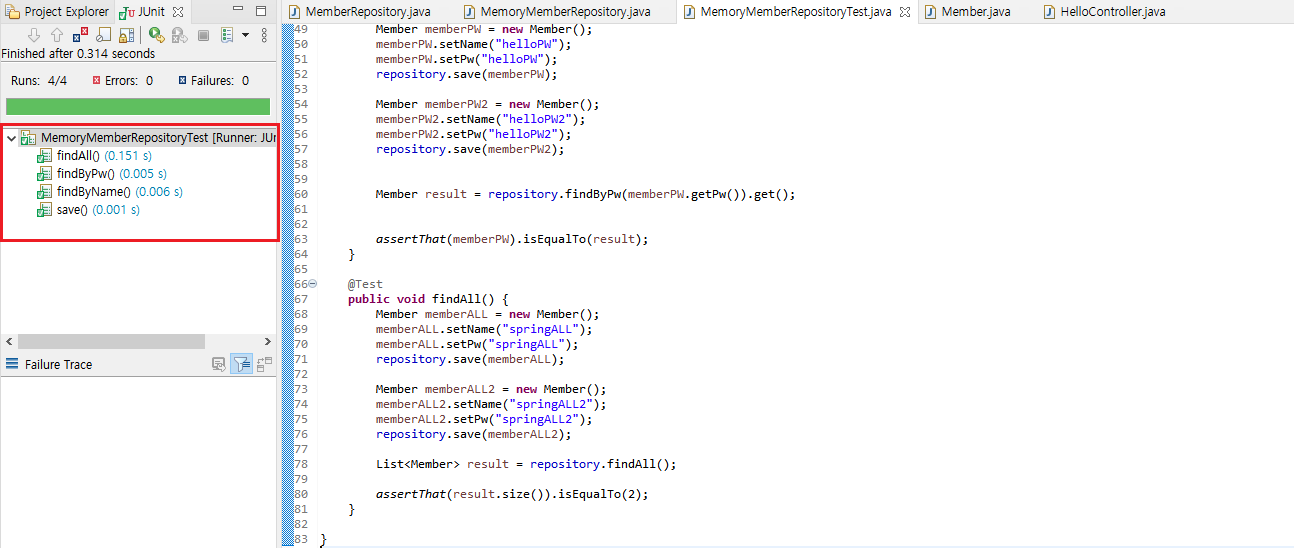 Project Explorer JUnit
Finished after 0.314 seconds
Runs: 4/4 Errors: 0 Failures: 0
MemoryMemberRepositoryTest [Runner: JUn
findAll() (0.151 s)
findByPw() (0.005 s)
findByName() (0.006 s)
save() (0.001 s)
Failure Trace
MemberRepository.java MemoryMemberRepository.java MemoryMemberRepositoryTest.java Member.java HelloController.java
49 Member memberPW = new Member();
50 memberPW.setName("helloPW");
51 memberPW.setPw("helloPW");
52 repository.save(memberPW);
53
54 Member memberPW2 = new Member();
55 memberPW2.setName("helloPW2");
56 memberPW2.setPw("helloPW2");
57 repository.save(memberPW2);
58
59
60 Member result = repository.findByPw(memberPW.getPw()).get();
61
62
63 assertThat(memberPW).isEqualTo(result);
64 }
65
66 @Test
67 public void findAll() {
68 Member memberALL = new Member();
69 memberALL.setName("springALL");
70 memberALL.setPw("springALL");
71 repository.save(memberALL);
72
73 Member memberALL2 = new Member();
74 memberALL2.setName("springALL2");
75 memberALL2.setPw("springALL2");
76 repository.save(memberALL2);
77
78 List<Member> result = repository.findAll();
79
80 assertThat(result.size()).isEqualTo(2);
81 }
82
83 }